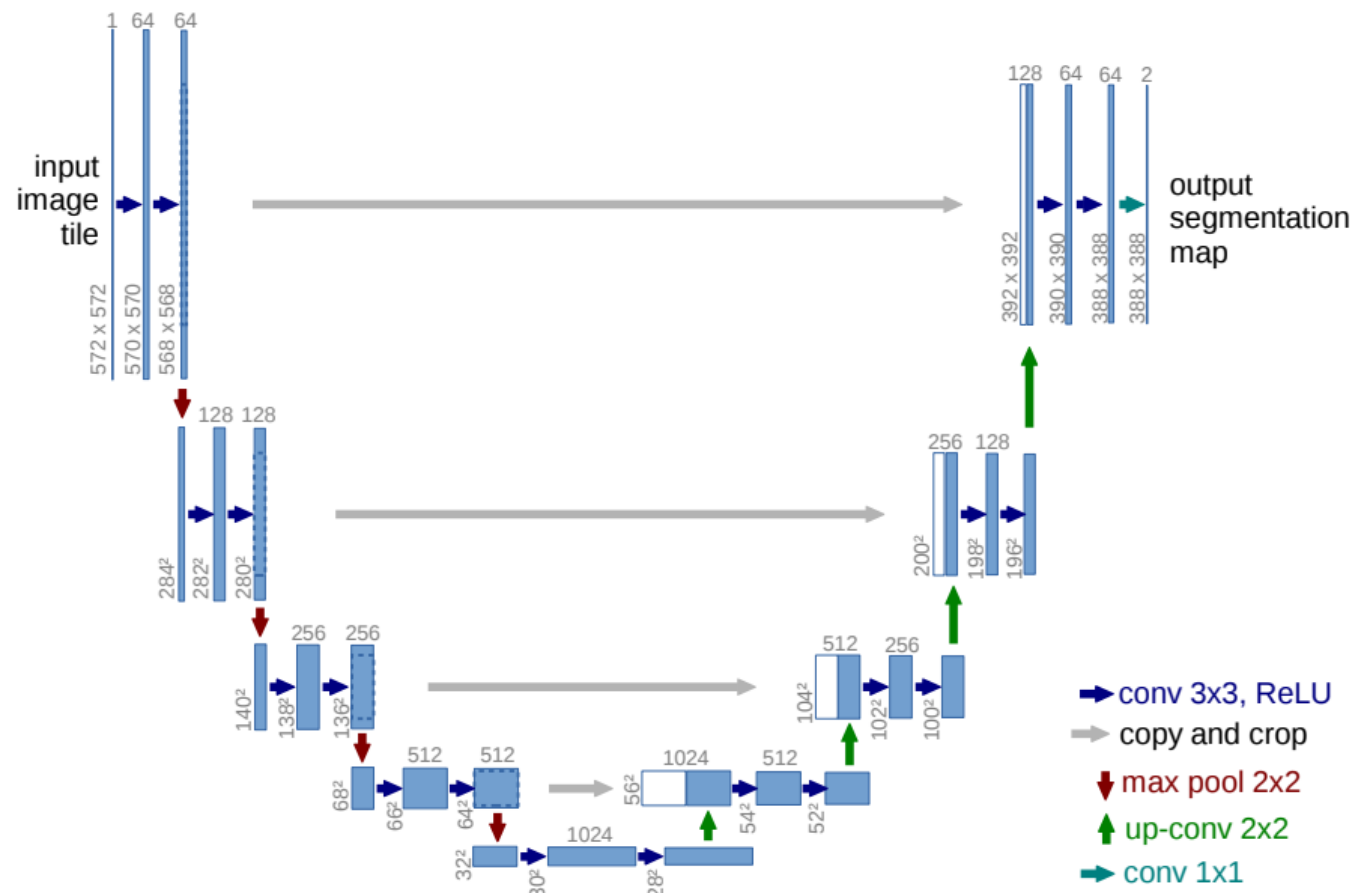 1 64 64
input
image
tile
572 x 572
570 x 570
568 x 568
128 64 64 2
output
segmentation
map
392 x 392
390 x 390
388 x 388
388 x 388
128 128
284²
282²
280²
256 128
200²
198²
196²
256 256
140²
138²
136²
512 256
104²
102²
100²
512 512
68²
66²
64²
1024 512
56²
54²
52²
1024
32²
30²
28²
conv 3x3, ReLU
copy and crop
max pool 2x2
up-conv 2x2
conv 1x1